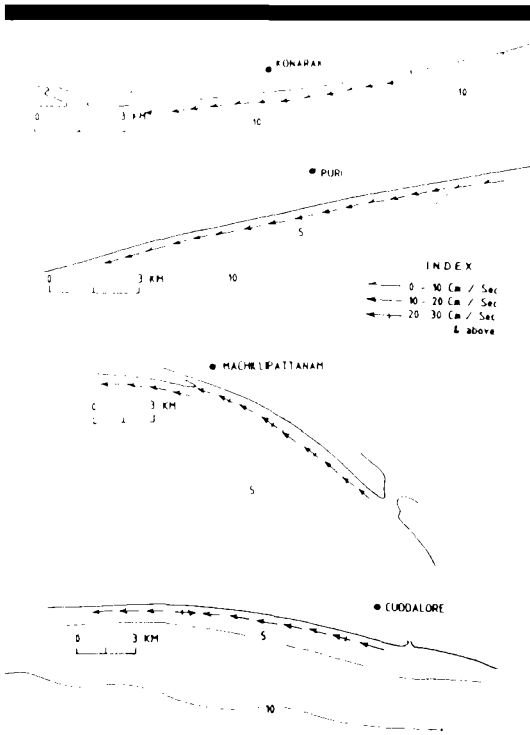 KONARAK
10
0 3 KM
10
PURI
5
0 3 KM 10
INDEX
0 - 10 Cm / Sec
10 - 20 Cm / Sec
20 30 Cm / Sec
& above
MACHILLIPATTANAM
0 3 KM
5
CUDDALORE
0 3 KM
5
10